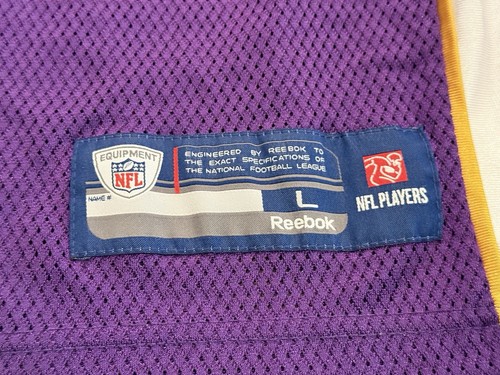 EQUIPMENT
NFL
NAME #
ENGINEERED BY REEBOK TO
THE EXACT SPECIFICATIONS OF
THE NATIONAL FOOTBALL LEAGUE
L
Reebok
NFL PLAYERS